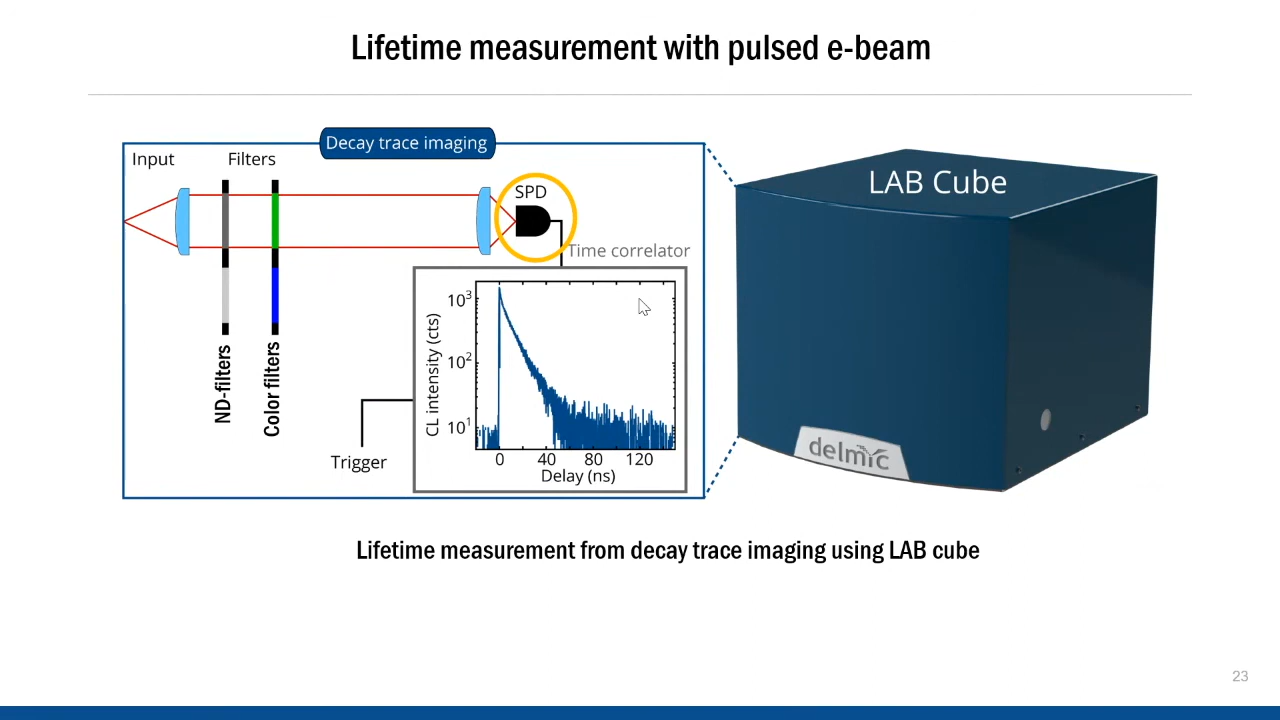 Lifetime measurement with pulsed e-beam
Decay trace imaging
Input
Filters
SPD
Time correlator
ND-filters
Color filters
Trigger
CL intensity (cts)
10³
10²
10¹
0 40 80 120
Delay (ns)
LAB Cube
delmic
Lifetime measurement from decay trace imaging using LAB cube
23